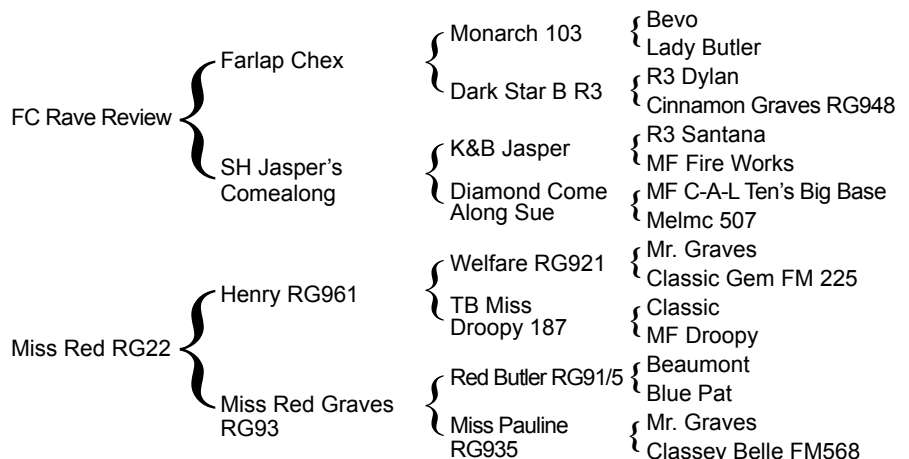 FC Rave Review
Farlap Chex
Monarch 103
Bevo
Lady Butler
Dark Star B R3
R3 Dylan
Cinnamon Graves RG948
SH Jasper's
Comealong
K&B Jasper
R3 Santana
MF Fire Works
Diamond Come
Along Sue
MF C-A-L Ten's Big Base
Melmc 507
Miss Red RG22
Henry RG961
Welfare RG921
Mr. Graves
Classic Gem FM 225
TB Miss
Droopy 187
Classic
MF Droopy
Miss Red Graves
RG93
Red Butler RG91/5
Beaumont
Blue Pat
Miss Pauline
RG935
Mr. Graves
Classey Belle FM568